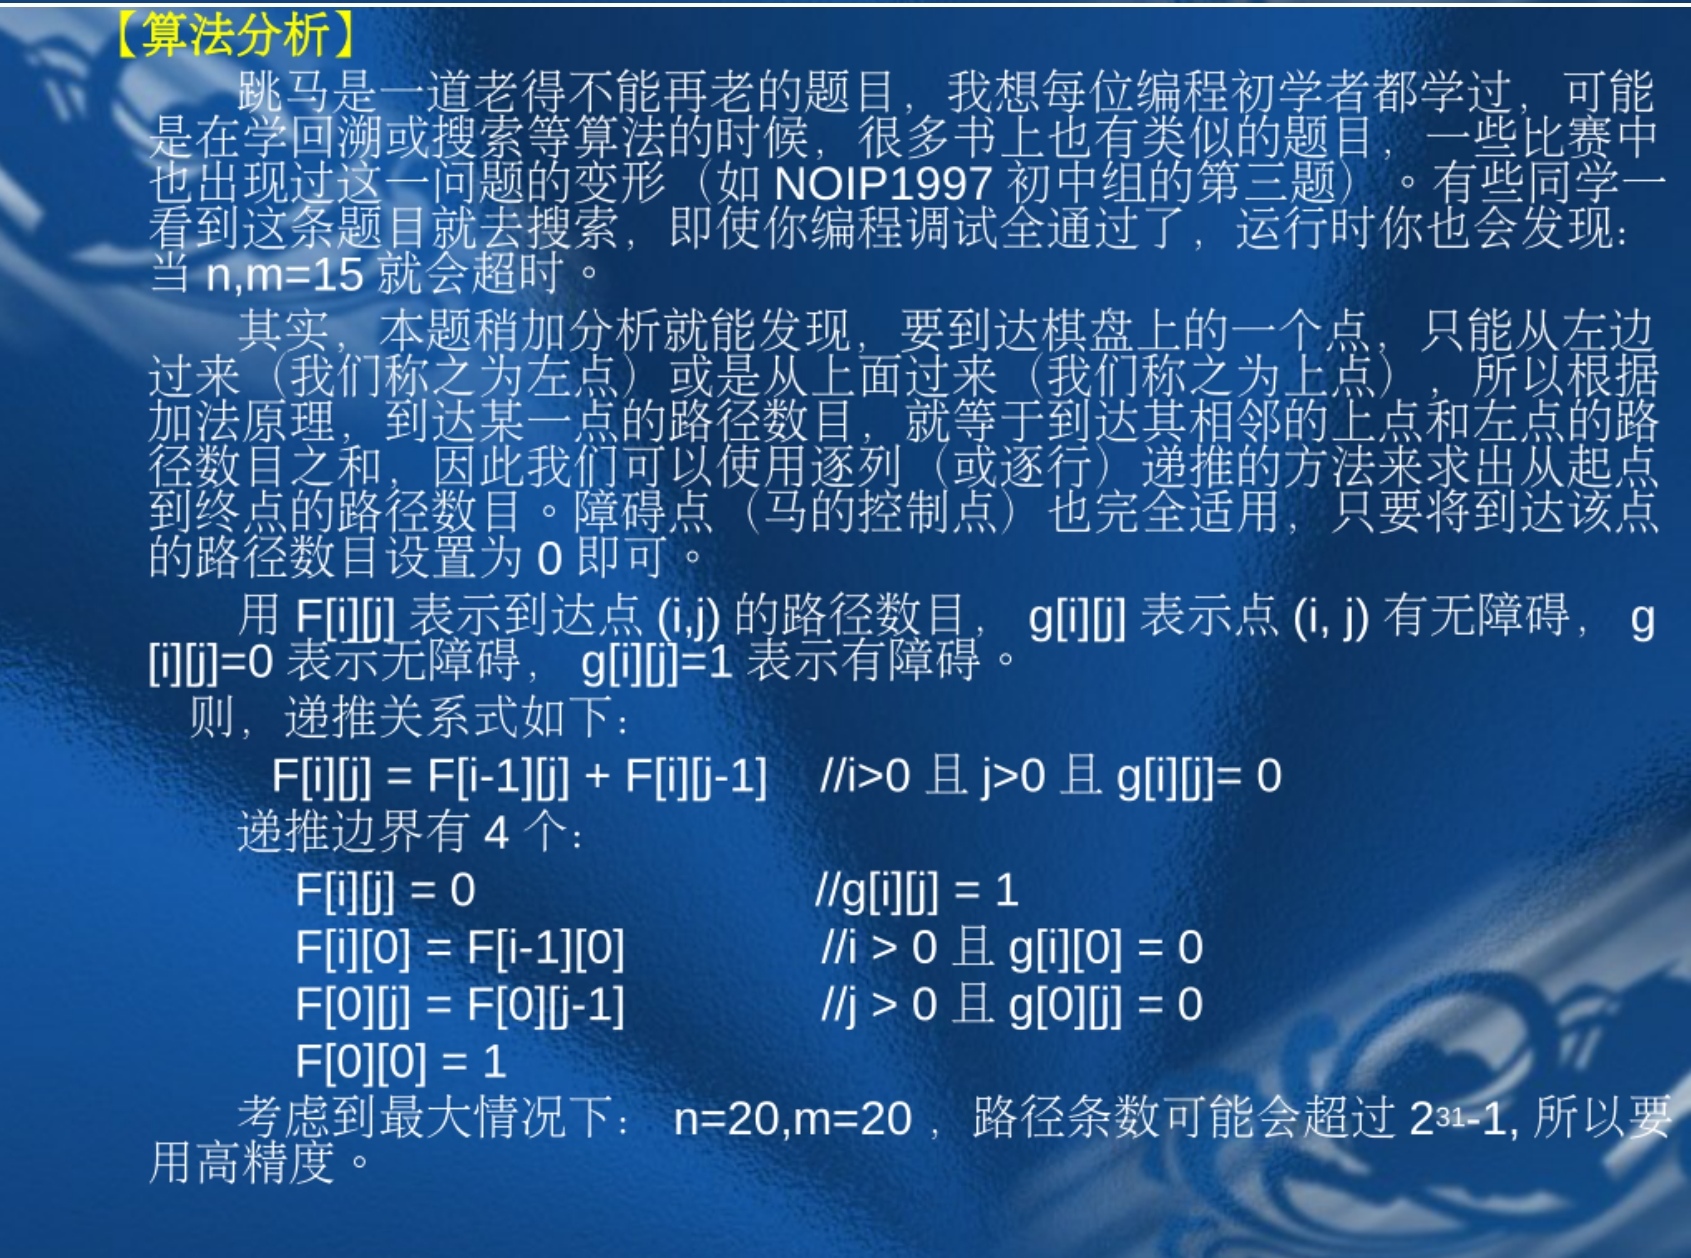 【算法分析】
跳马是一道老得不能再老的题目，我想每位编程初学者都学过，可能
是在学回溯或搜索等算法的时候，很多书上也有类似的题目，一些比赛中
也出现过这一问题的变形（如 NOIP1997 初中组的第三题）。有些同学一
看到这条题目就去搜索，即使你编程调试全通过了，运行时你也会发现：
当 n,m=15 就会超时。
其实，本题稍加分析就能发现，要到达棋盘上的一个点，只能从左边
过来（我们称之为左点）或是从上面过来（我们称之为上点），所以根据
加法原理，到达某一点的路径数目，就等于到达其相邻的上点和左点的路
径数目之和，因此我们可以使用逐列（或逐行）递推的方法来求出从起点
到终点的路径数目。障碍点（马的控制点）也完全适用，只要将到达该点
的路径数目设置为 0 即可。
用 F[i][j] 表示到达点 (i,j) 的路径数目， g[i][j] 表示点 (i, j) 有无障碍， g
[i][j]=0 表示无障碍， g[i][j]=1 表示有障碍。
则，递推关系式如下：
F[i][j] = F[i-1][j] + F[i][j-1] //i>0 且 j>0 且 g[i][j]= 0
递推边界有 4 个：
F[i][j] = 0 //g[i][j] = 1
F[i][0] = F[i-1][0] //i > 0 且 g[i][0] = 0
F[0][j] = F[0][j-1] //j > 0 且 g[0][j] = 0
F[0][0] = 1
考虑到最大情况下： n=20,m=20 ，路径条数可能会超过 2³¹-1, 所以要
用高精度。